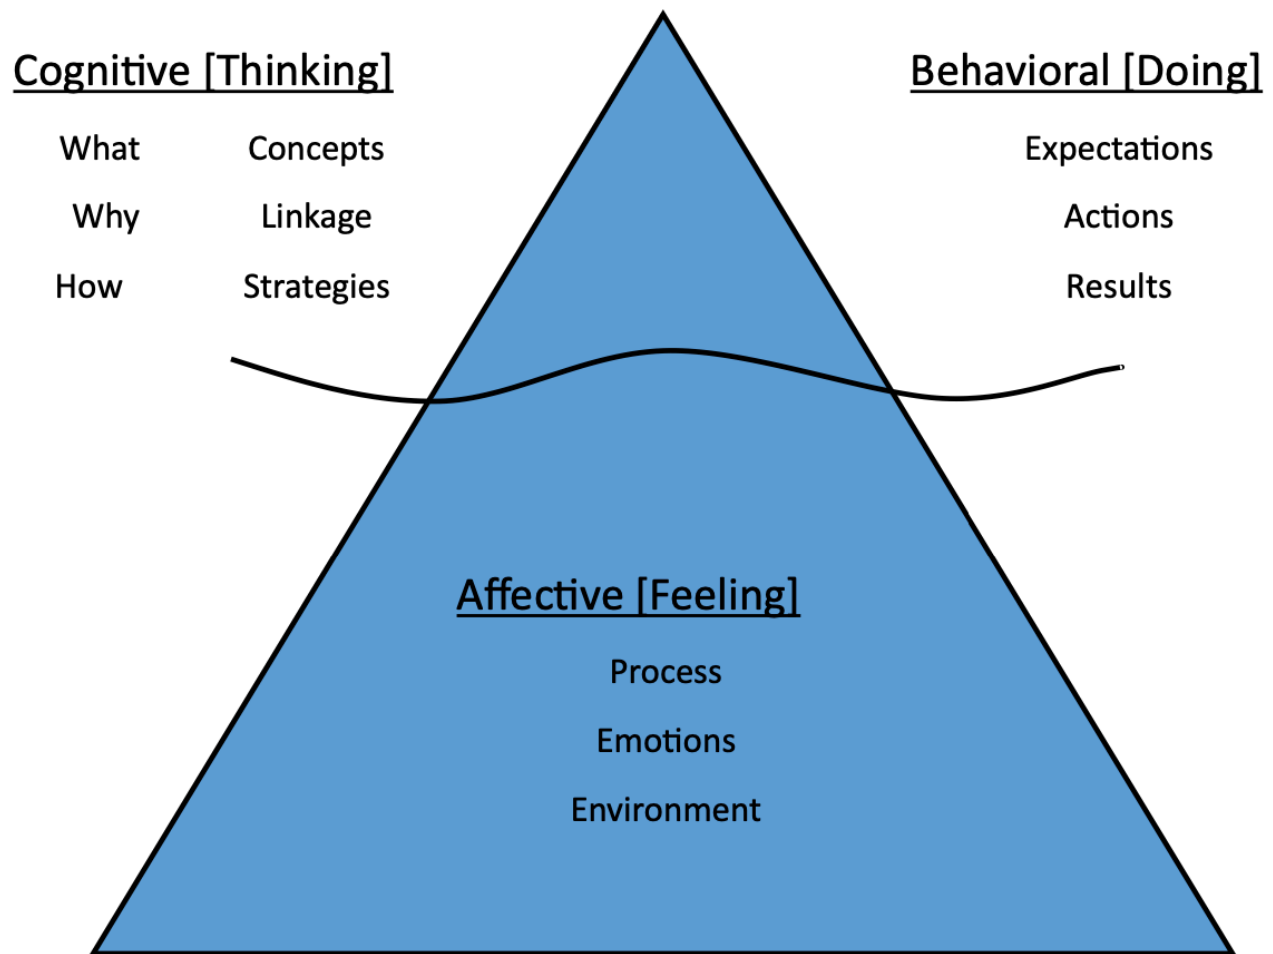 Cognitive [Thinking]
What Concepts
Why Linkage
How Strategies
Behavioral [Doing]
Expectations
Actions
Results
Affective [Feeling]
Process
Emotions
Environment